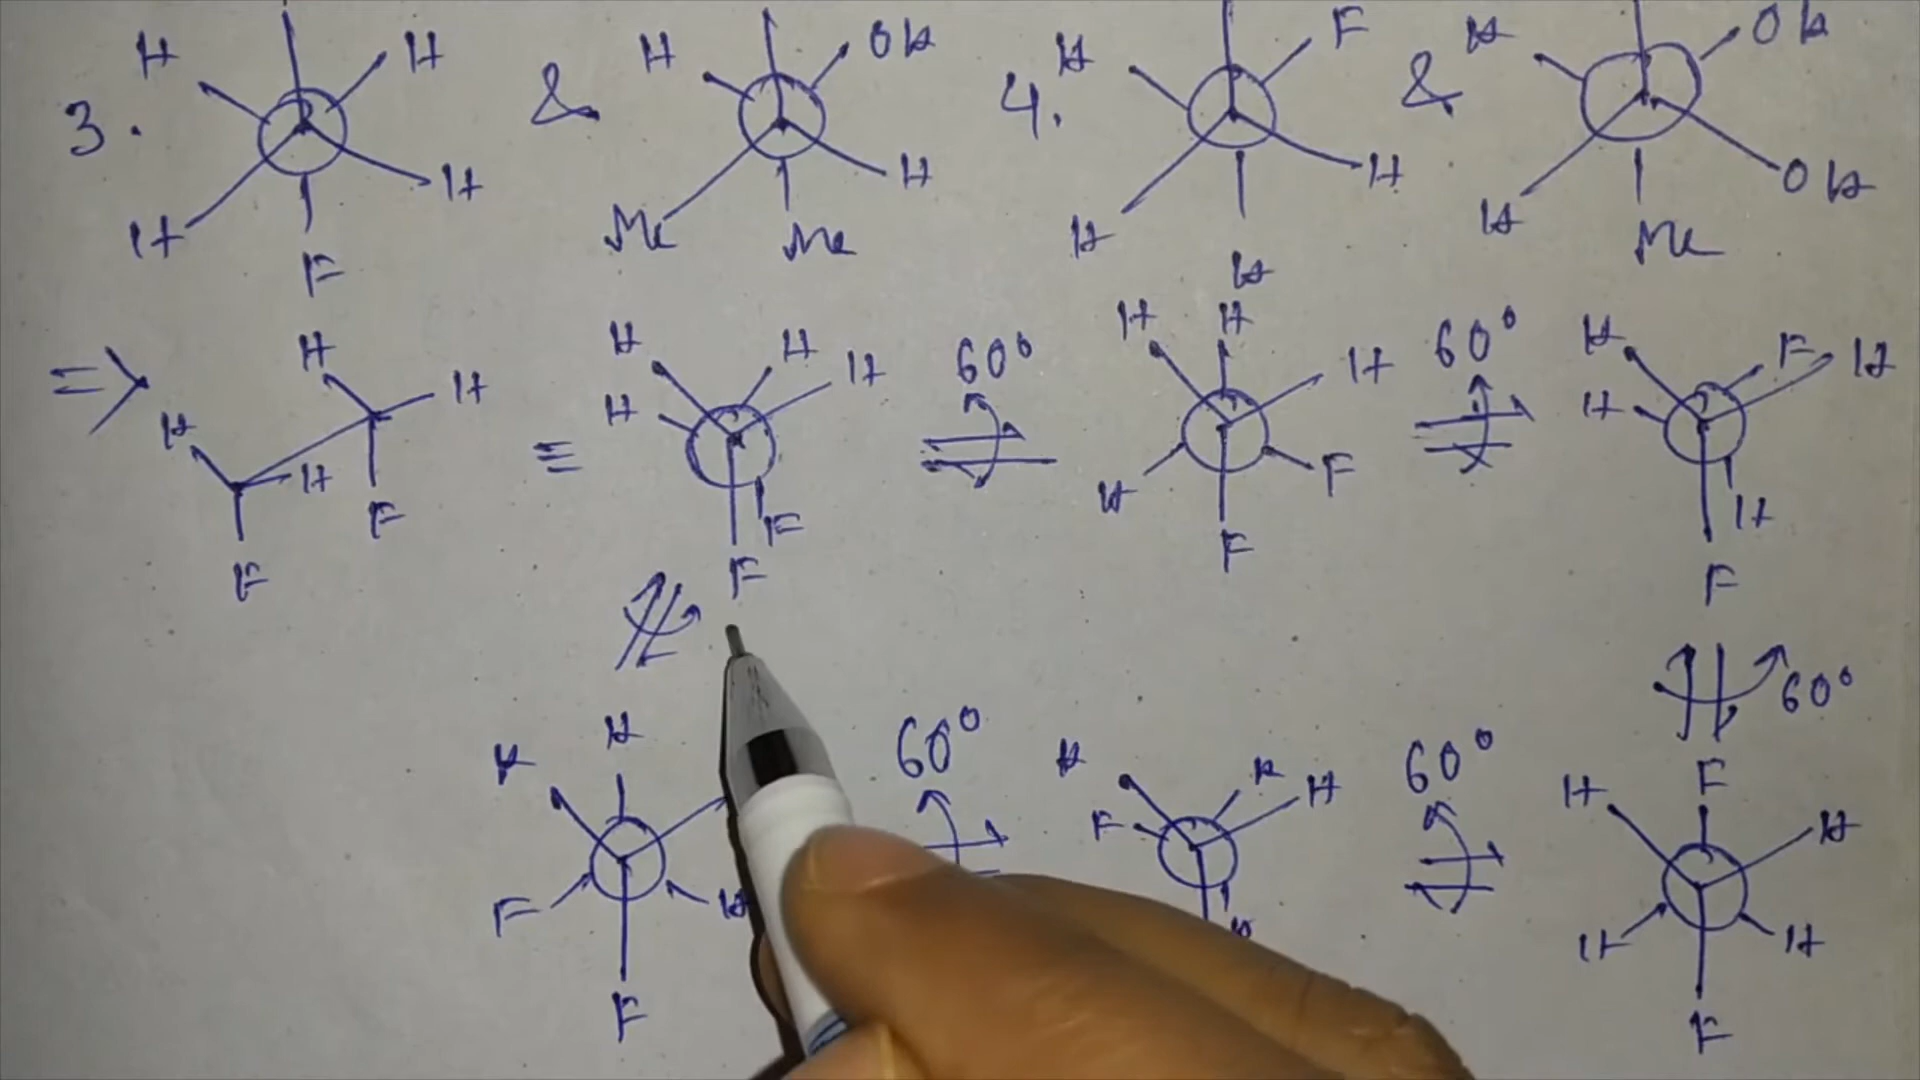 H H H OH H F H OH
3. & 4. &
H H Me Me H H H H H Me OH
F
H H H H H H H H F H
=> H H H H 60° 60° H
H F F ≡ F F H F F H F
60°
H H 60° H H H 60° H F H
F H F H H
F F